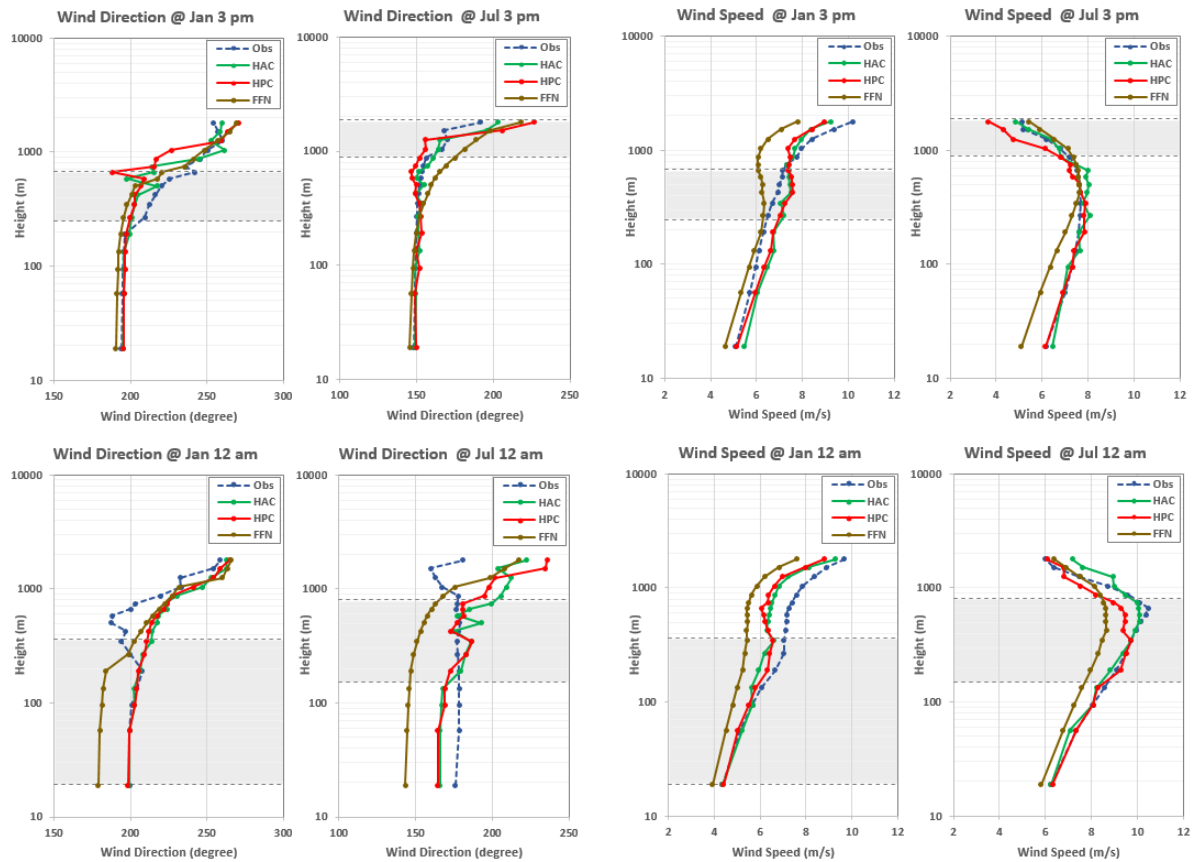 Wind Direction @ Jan 3 pm
10000
1000
100
10
150 200 250 300
Height (m)
Wind Direction (degree)
Obs
HAC
HPC
FFN
Wind Direction @ Jul 3 pm
10000
1000
100
10
100 150 200 250
Height (m)
Wind Direction (degree)
Obs
HAC
HPC
FFN
Wind Speed @ Jan 3 pm
10000
1000
100
10
2 4 6 8 10 12
Height (m)
Wind Speed (m/s)
Obs
HAC
HPC
FFN
Wind Speed @ Jul 3 pm
10000
1000
100
10
2 4 6 8 10 12
Height (m)
Wind Speed (m/s)
Obs
HAC
HPC
FFN
Wind Direction @ Jan 12 am
10000
1000
100
10
150 200 250 300
Height (m)
Wind Direction (degree)
Obs
HAC
HPC
FFN
Wind Direction @ Jul 12 am
10000
1000
100
10
100 150 200 250
Height (m)
Wind Direction (degree)
Obs
HAC
HPC
FFN
Wind Speed @ Jan 12 am
10000
1000
100
10
2 4 6 8 10 12
Height (m)
Wind Speed (m/s)
Obs
HAC
HPC
FFN
Wind Speed @ Jul 12 am
10000
1000
100
10
2 4 6 8 10 12
Height (m)
Wind Speed (m/s)
Obs
HAC
HPC
FFN